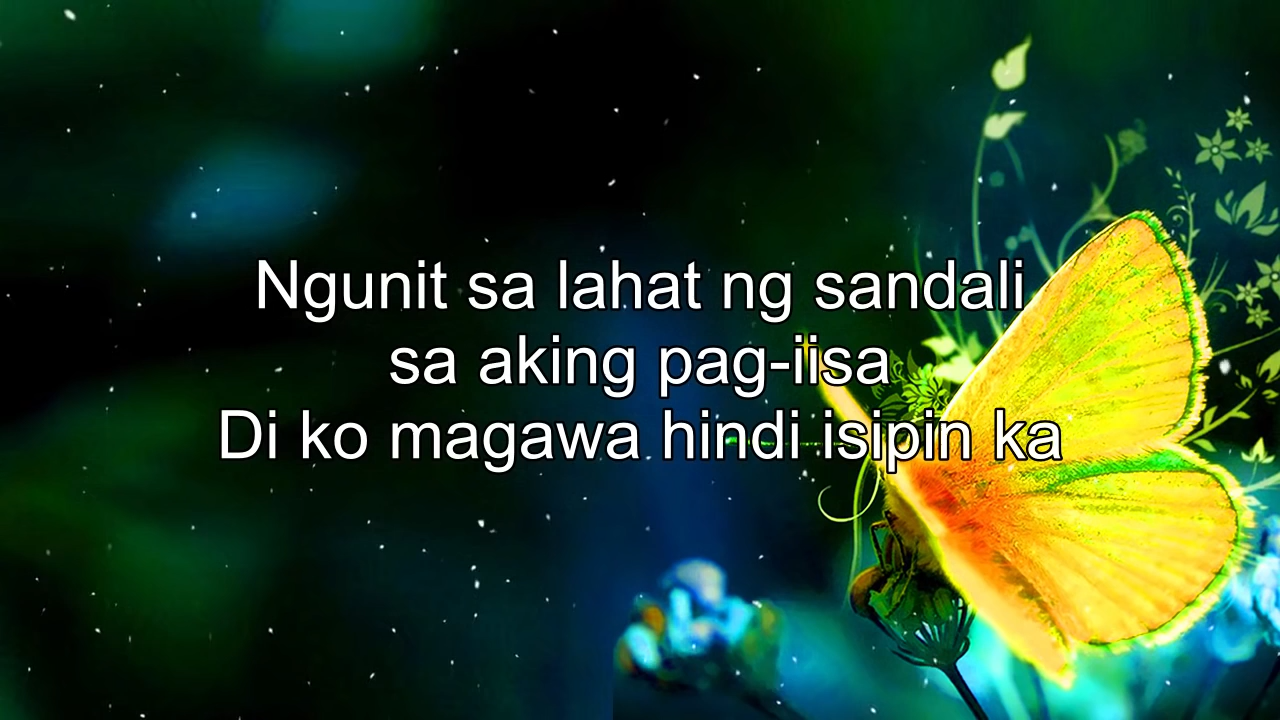 Ngunit sa lahat ng sandali
sa aking pag-iisa
Di ko magawa hindi isipin ka